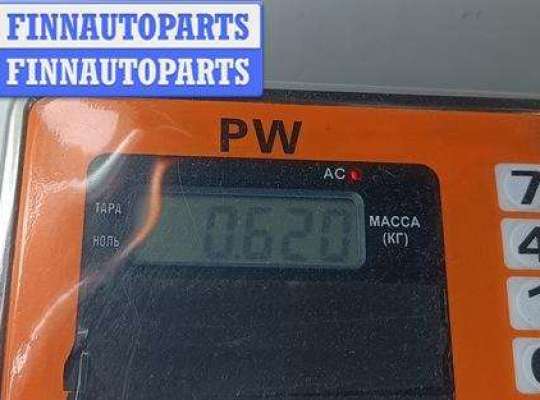 FINNAUTOPARTS
FINNAUTOPARTS
PW
AC
ТАРА
НОЛЬ
0.620
МАССА
(КГ)
7
4
1